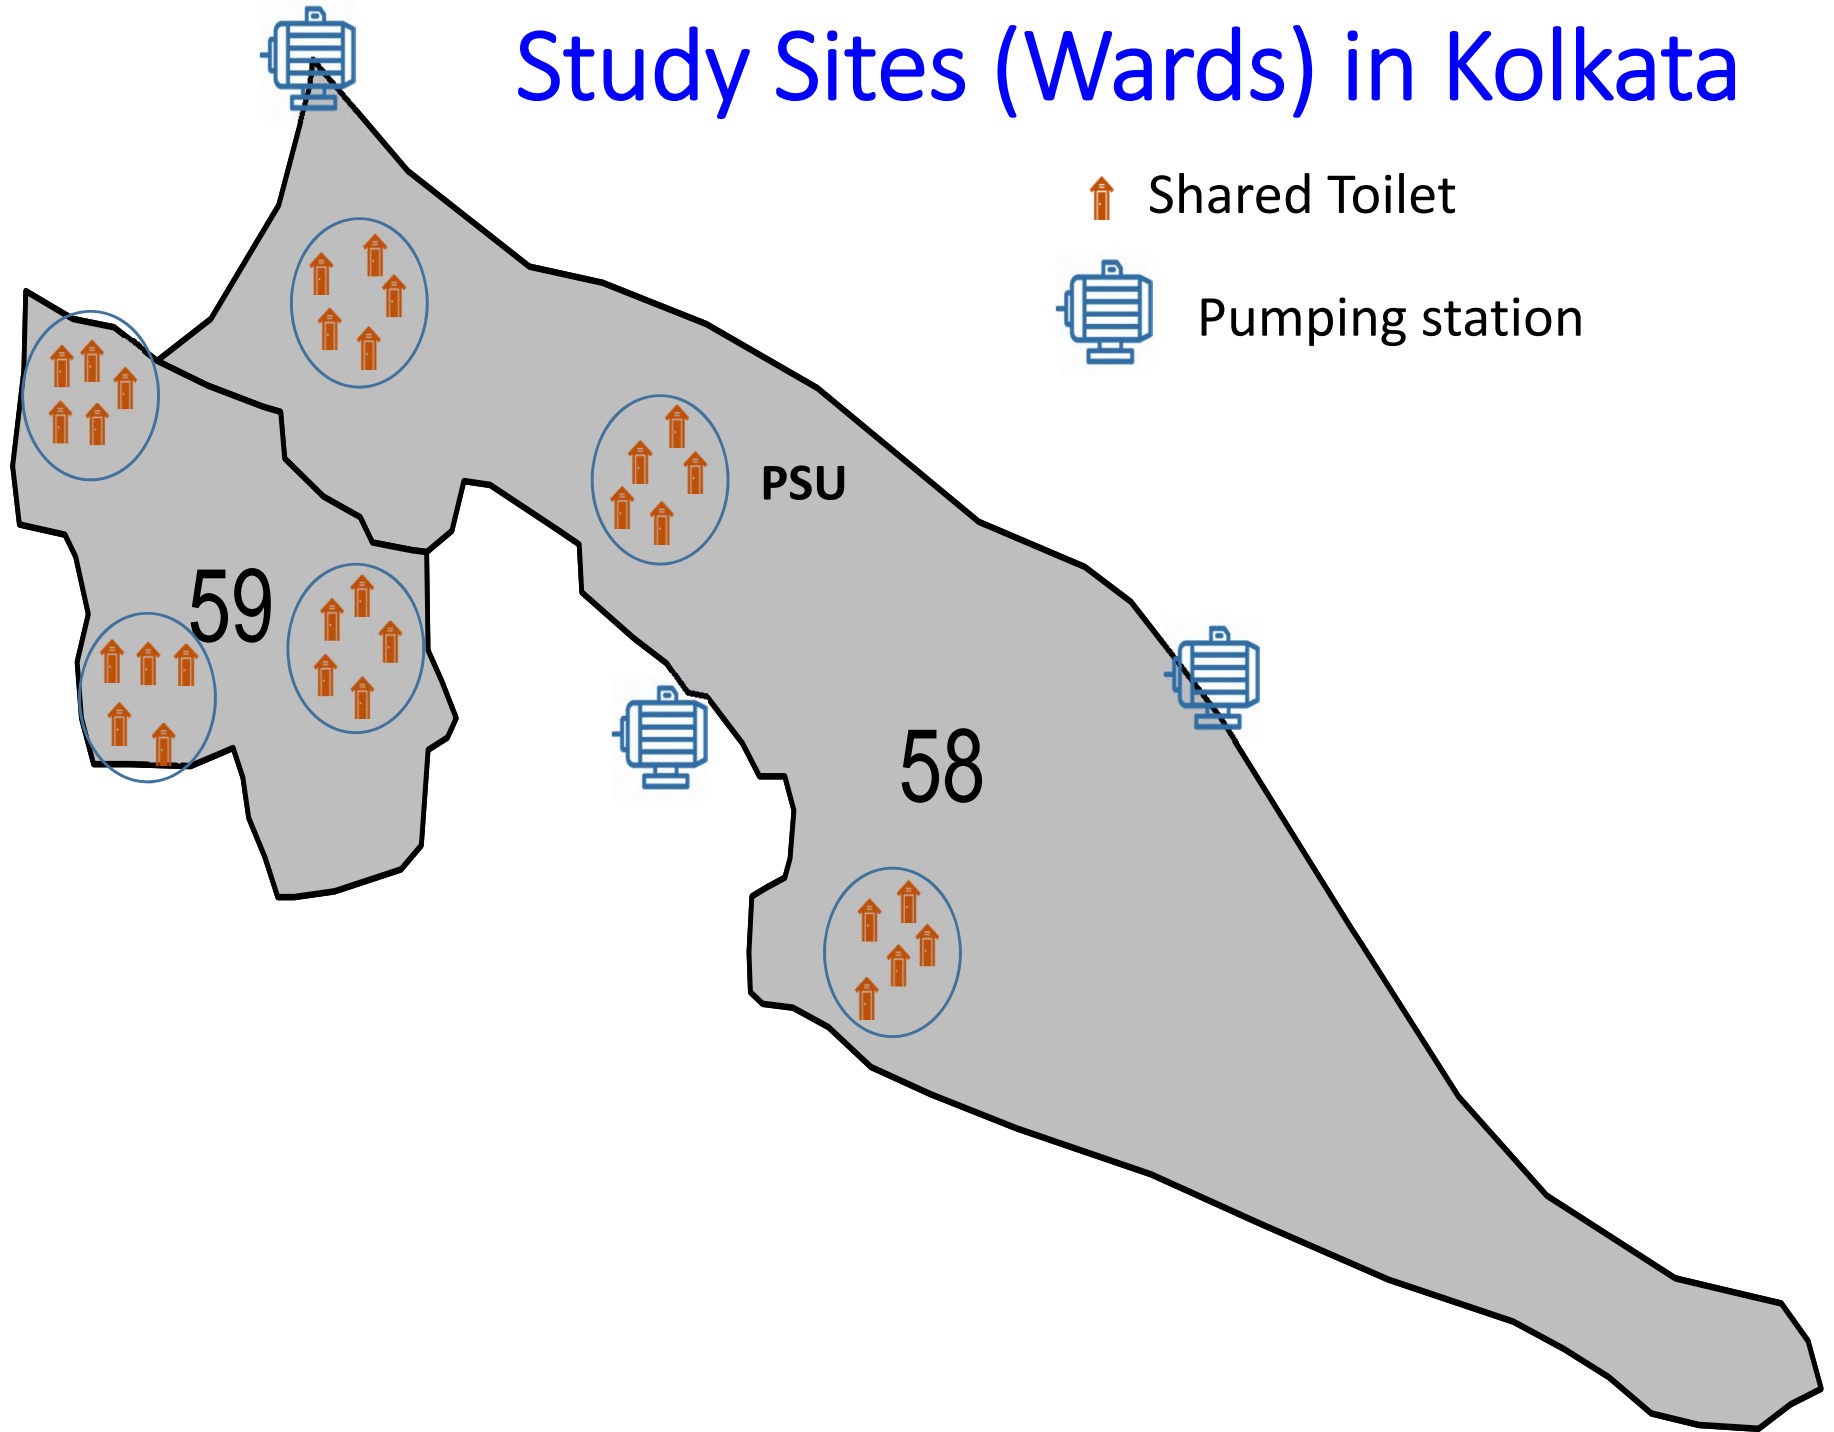 Study Sites (Wards) in Kolkata
Shared Toilet
Pumping station
PSU
59
58